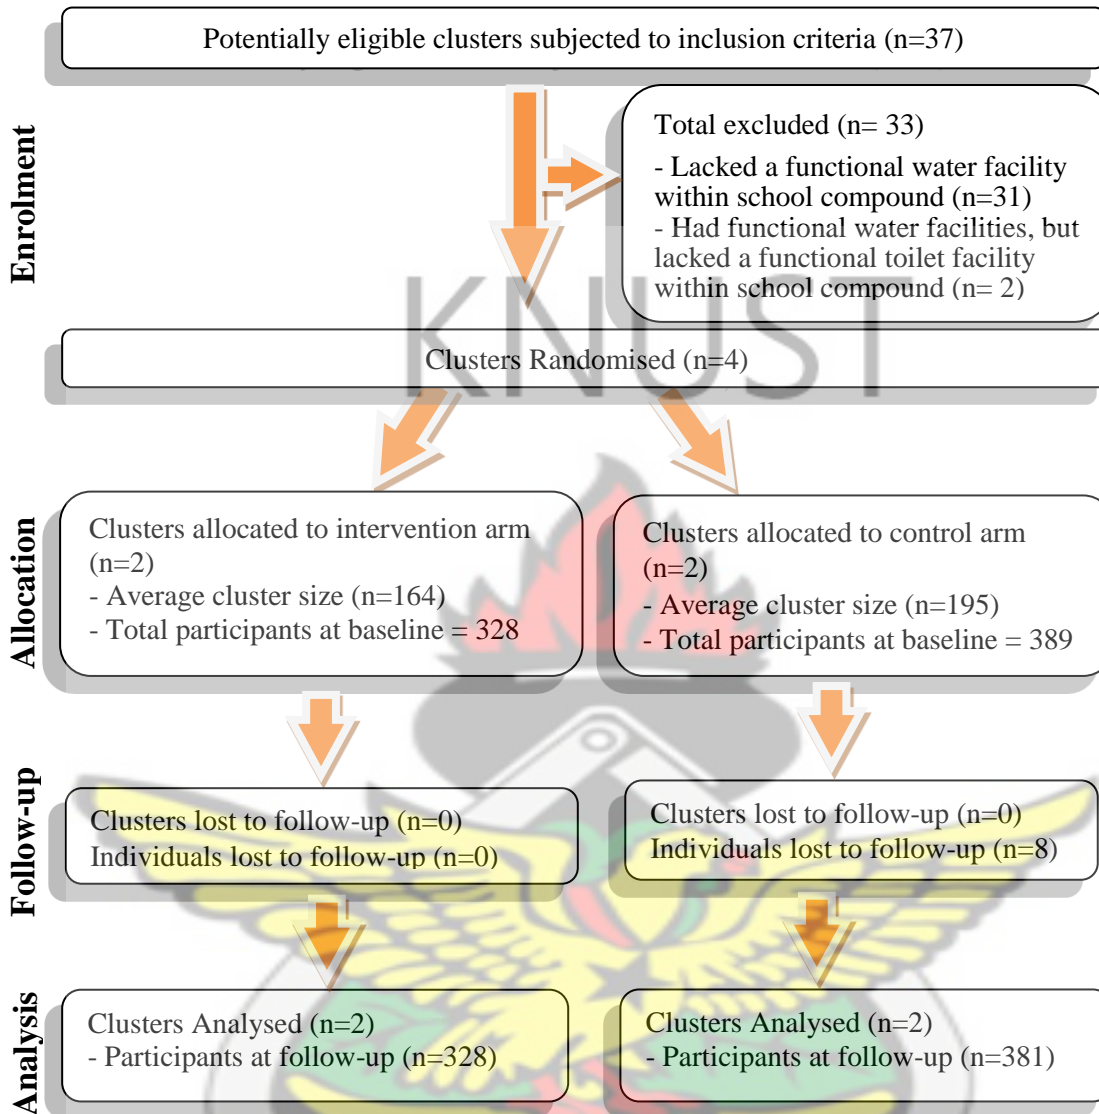 Potentially eligible clusters subjected to inclusion criteria (n=37)
Enrolment
Total excluded (n= 33)
- Lacked a functional water facility
within school compound (n=31)
- Had functional water facilities, but
lacked a functional toilet facility
within school compound (n= 2)
KNUST
Clusters Randomised (n=4)
Allocation
Clusters allocated to intervention arm
(n=2)
- Average cluster size (n=164)
- Total participants at baseline = 328
Clusters allocated to control arm
(n=2)
- Average cluster size (n=195)
- Total participants at baseline = 389
Follow-up
Clusters lost to follow-up (n=0)
Individuals lost to follow-up (n=0)
Clusters lost to follow-up (n=0)
Individuals lost to follow-up (n=8)
Analysis
Clusters Analysed (n=2)
- Participants at follow-up (n=328)
Clusters Analysed (n=2)
- Participants at follow-up (n=381)